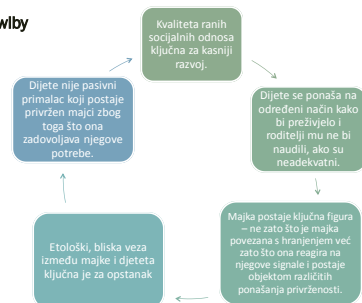 wlby
Kvaliteta ranih
socijalnih odnosa
ključna za kasniji
razvoj.
Dijete se ponaša na
određeni način kako
bi preživjelo i
roditelji mu ne bi
naudili, ako su
neadekvatni.
Majka postaje ključna figura
– ne zato što je majka
povezana s hranjenjem već
zato što ona reagira na
njegove signale i postaje
objektom različitih
ponašanja privrženosti.
Etološki, bliska veza
između majke i djeteta
ključna je za opstanak
Dijete nije pasivni
primalac koji postaje
privržen majci zbog
toga što ona
zadovoljava njegove
potrebe.